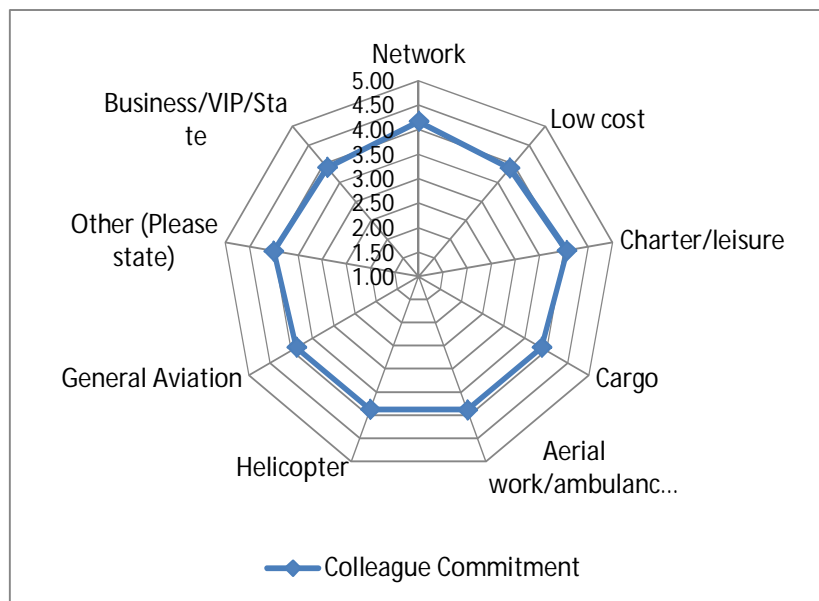 Network
5.00
4.50
4.00
3.50
3.00
2.50
2.00
1.50
1.00
Low cost
Charter/leisure
Cargo
Aerial
work/ambulanc...
Helicopter
General Aviation
Other (Please
state)
Business/VIP/Sta
te
Colleague Commitment